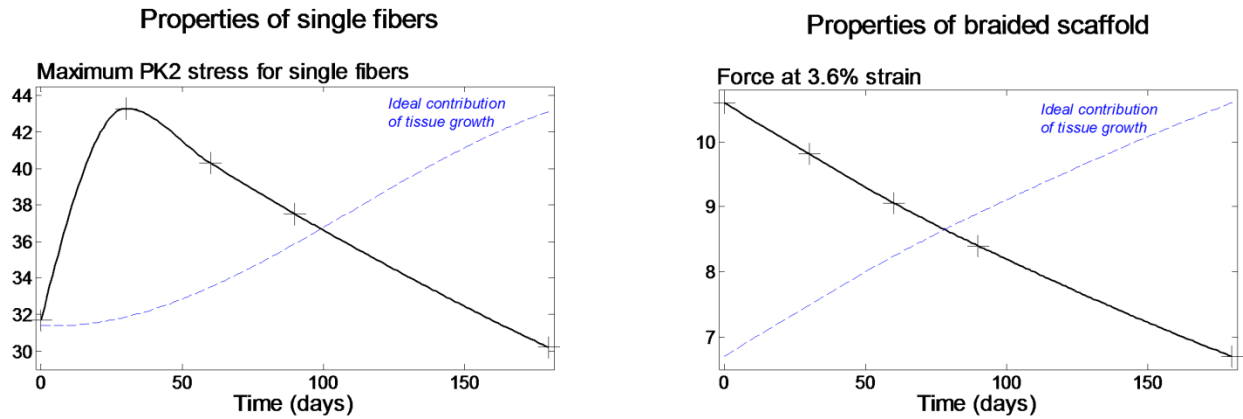 Properties of single fibers
Maximum PK2 stress for single fibers
44
42
40
38
36
34
32
30
0
50
100
150
Time (days)
Ideal contribution
of tissue growth
Properties of braided scaffold
Force at 3.6% strain
10
9
8
7
0
50
100
150
Time (days)
Ideal contribution
of tissue growth